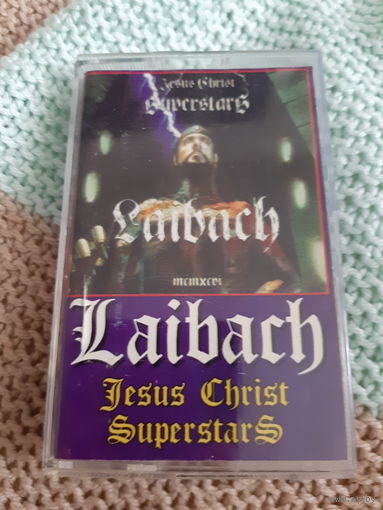 Jesus Christ
Superstars
Laibach
mcmxcvi
Laibach
Jesus Christ
SuperstarS